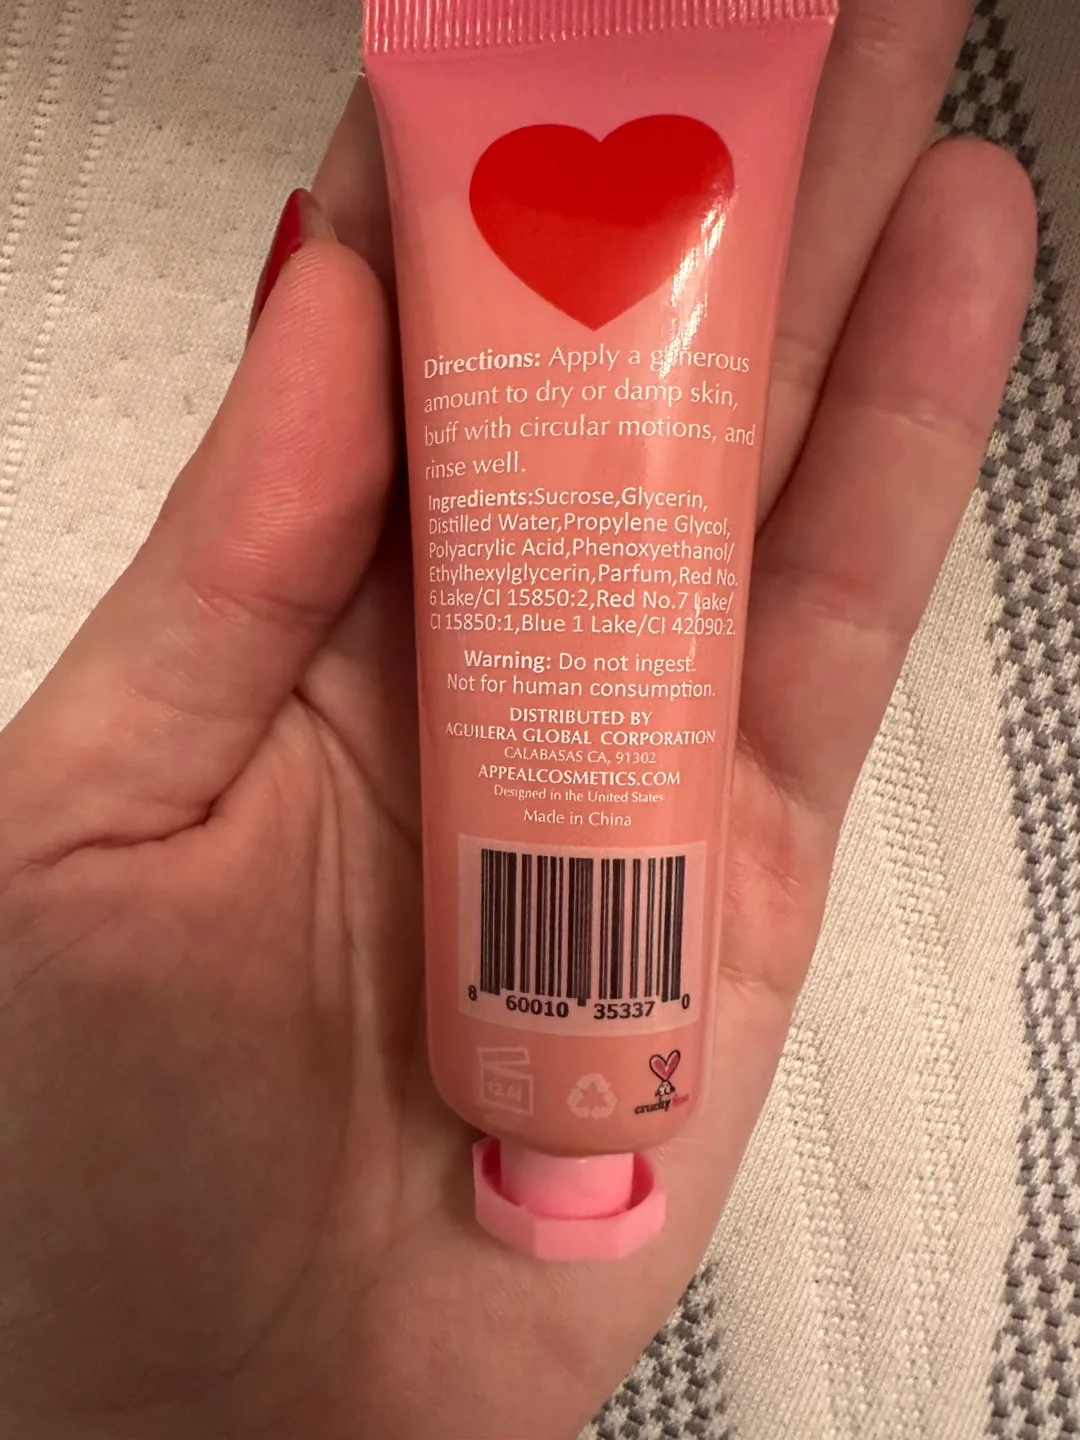 Directions: Apply a generous
amount to dry or damp skin,
buff with circular motions, and
rinse well.
Ingredients:Sucrose,Glycerin,
Distilled Water,Propylene Glycol,
Polyacrylic Acid,Phenoxyethanol/
Ethylhexylglycerin,Parfum,Red No.
6 Lake/CI 15850:2,Red No.7 Lake/
CI 15850:1,Blue 1 Lake/CI 42090:2.
Warning: Do not ingest.
Not for human consumption.
DISTRIBUTED BY
AGUILERA GLOBAL CORPORATION
CALABASAS CA, 91302
APPEALCOSMETICS.COM
Designed in the United States
Made in China
8 60010 35337 0
12 M
cruelty free